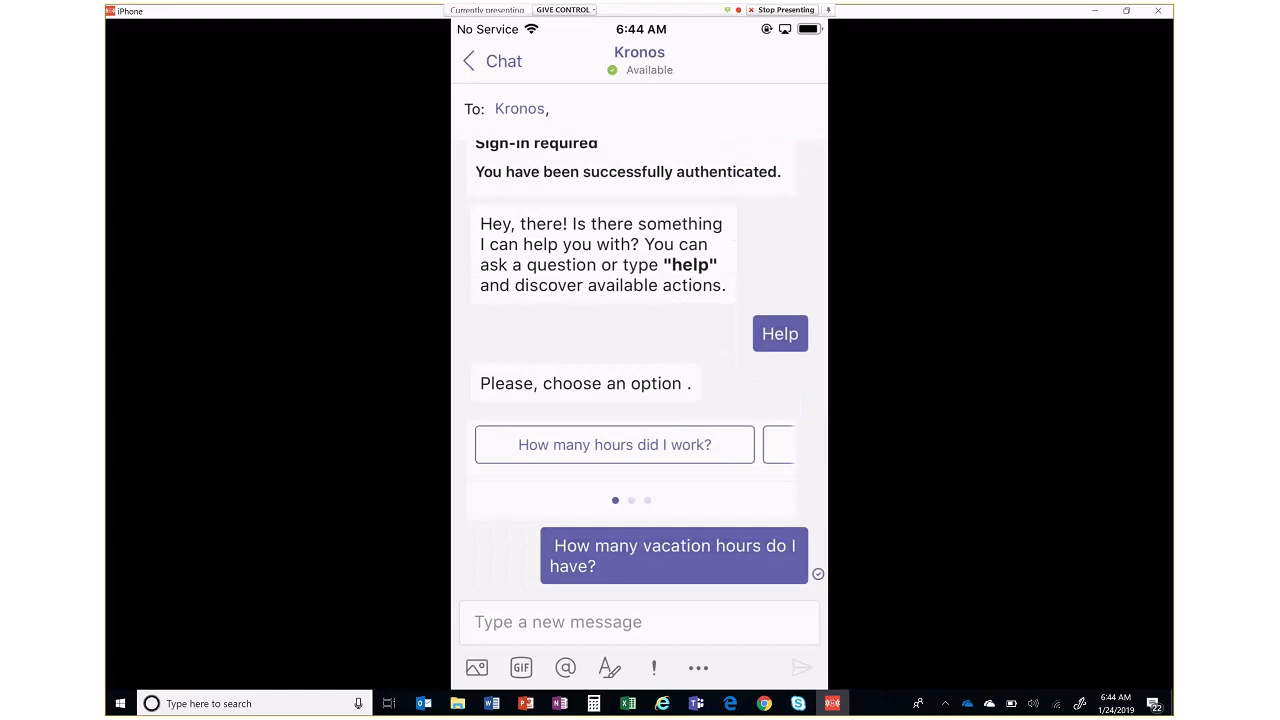 iPhone
Currently presenting
GIVE CONTROL
Stop Presenting
No Service
6:44 AM
Kronos
Chat
Available
To: Kronos,
Sign-in required
You have been successfully authenticated.
Hey, there! Is there something
I can help you with? You can
ask a question or type "help"
and discover available actions.
Help
Please, choose an option .
How many hours did I work?
How many vacation hours do I
have?
Type a new message
GIF
Type here to search
6:44 AM
1/24/2019
22